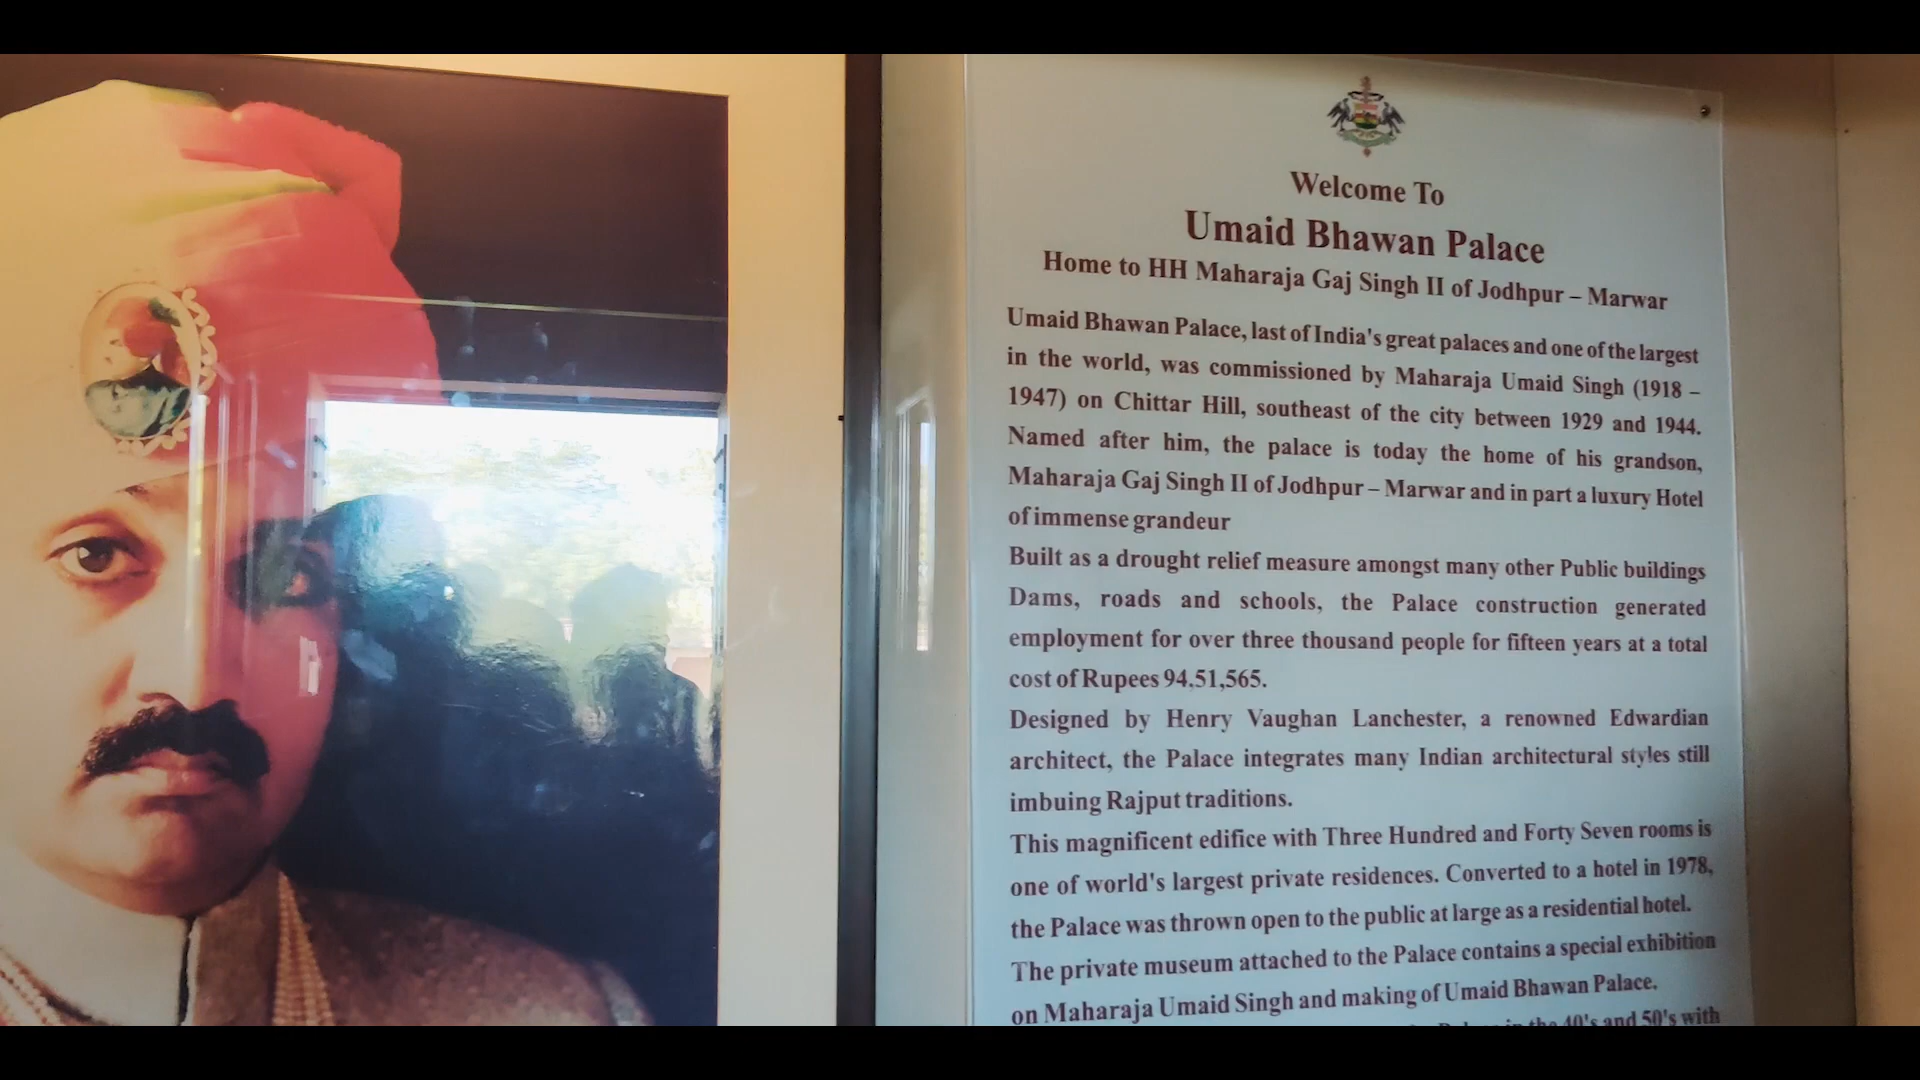 Welcome To
Umaid Bhawan Palace
Home to HH Maharaja Gaj Singh II of Jodhpur – Marwar
Umaid Bhawan Palace, last of India's great palaces and one of the largest
in the world, was commissioned by Maharaja Umaid Singh (1918 –
1947) on Chittar Hill, southeast of the city between 1929 and 1944.
Named after him, the palace is today the home of his grandson,
Maharaja Gaj Singh II of Jodhpur – Marwar and in part a luxury Hotel
of immense grandeur
Built as a drought relief measure amongst many other Public buildings
Dams, roads and schools, the Palace construction generated
employment for over three thousand people for fifteen years at a total
cost of Rupees 94,51,565.
Designed by Henry Vaughan Lanchester, a renowned Edwardian
architect, the Palace integrates many Indian architectural styles still
imbuing Rajput traditions.
This magnificent edifice with Three Hundred and Forty Seven rooms is
one of world's largest private residences. Converted to a hotel in 1978,
the Palace was thrown open to the public at large as a residential hotel.
The private museum attached to the Palace contains a special exhibition
on Maharaja Umaid Singh and making of Umaid Bhawan Palace.
in the 40's and 50's with